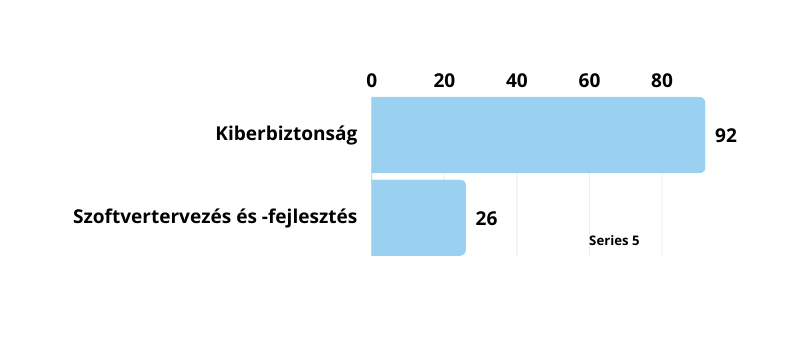 0 20 40 60 80
Kiberbiztonság 92
Szoftvertervezés és -fejlesztés 26
Series 5